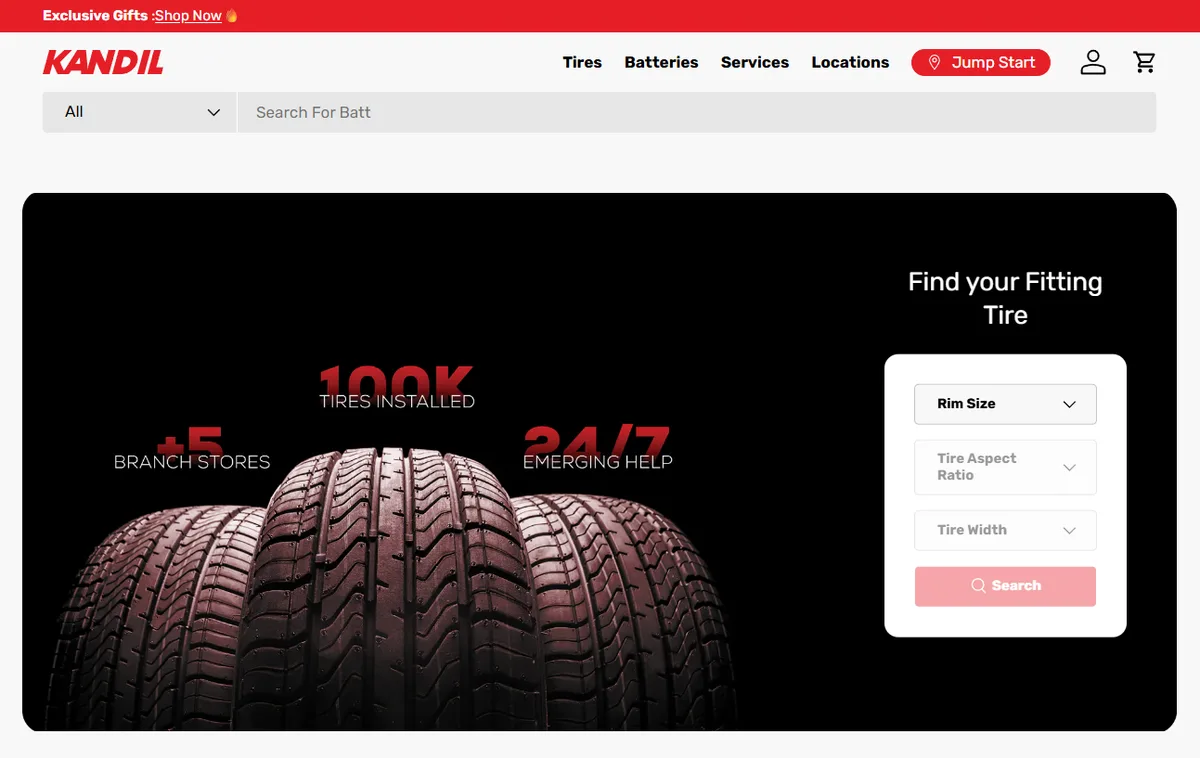 Exclusive Gifts :Shop Now🔥
KANDIL
Tires Batteries Services Locations Jump Start
All Search For Batt
Find your Fitting
Tire
100K
TIRES INSTALLED
+5
BRANCH STORES
24/7
EMERGING HELP
Rim Size
Tire Aspect
Ratio
Tire Width
Search